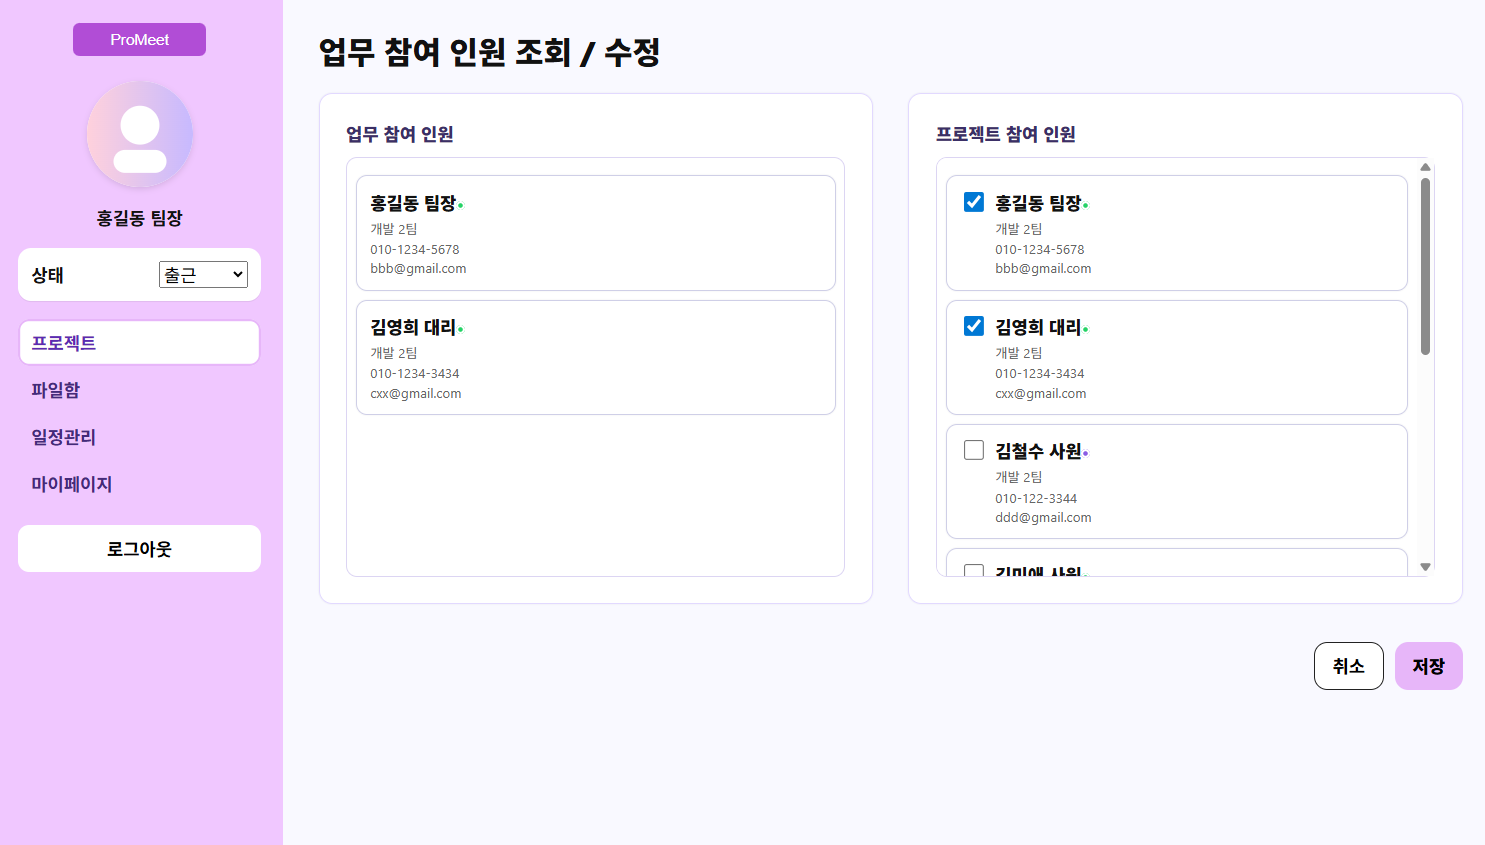 ProMeet
홍길동 팀장
상태
출근
프로젝트
파일함
일정관리
마이페이지
로그아웃
업무 참여 인원 조회 / 수정
업무 참여 인원
홍길동 팀장
개발 2팀
010-1234-5678
bbb@gmail.com
김영희 대리
개발 2팀
010-1234-3434
cxx@gmail.com
프로젝트 참여 인원
홍길동 팀장
개발 2팀
010-1234-5678
bbb@gmail.com
김영희 대리
개발 2팀
010-1234-3434
cxx@gmail.com
김철수 사원
개발 2팀
010-122-3344
ddd@gmail.com
사원
취소
저장